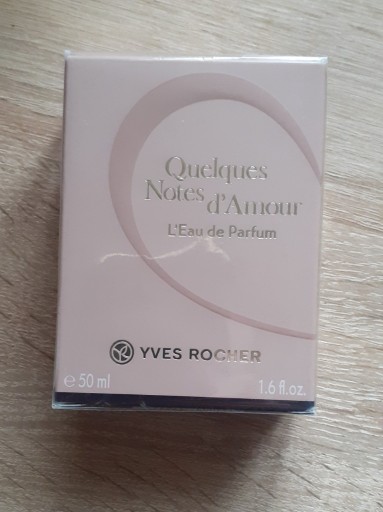 Quelques
Notes d'Amour
L'Eau de Parfum
YVES ROCHER
e 50 ml 1.6 fl.oz.